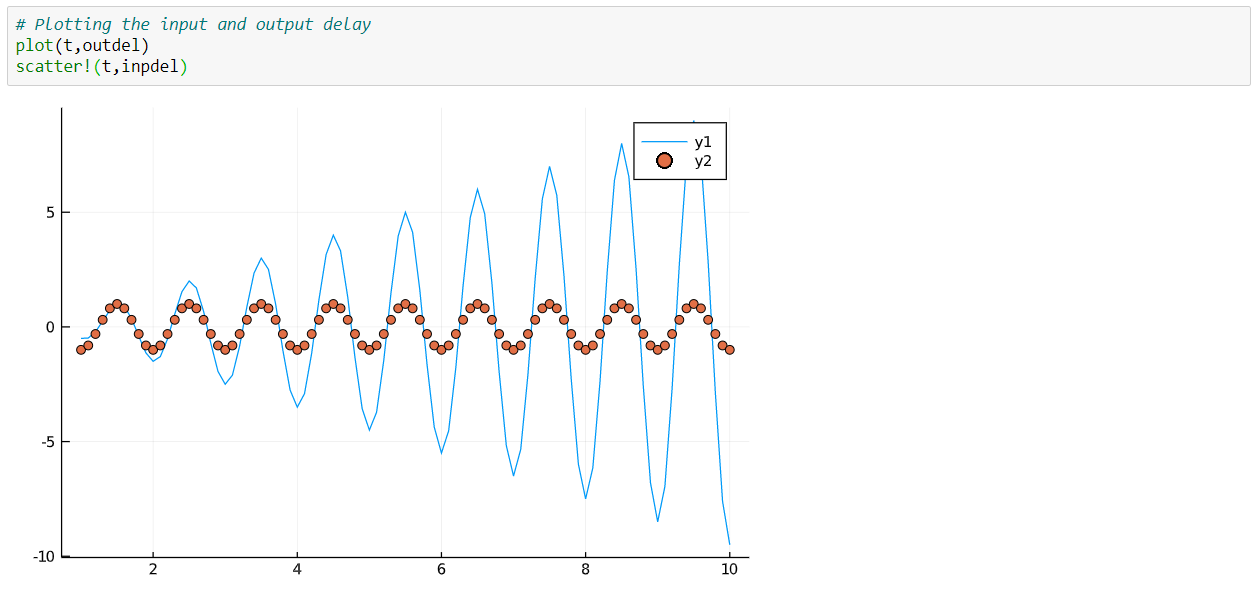 # Plotting the input and output delay
plot(t,outdel)
scatter!(t,inpdel)
y1
y2
5
0
-5
-10
2 4 6 8 10